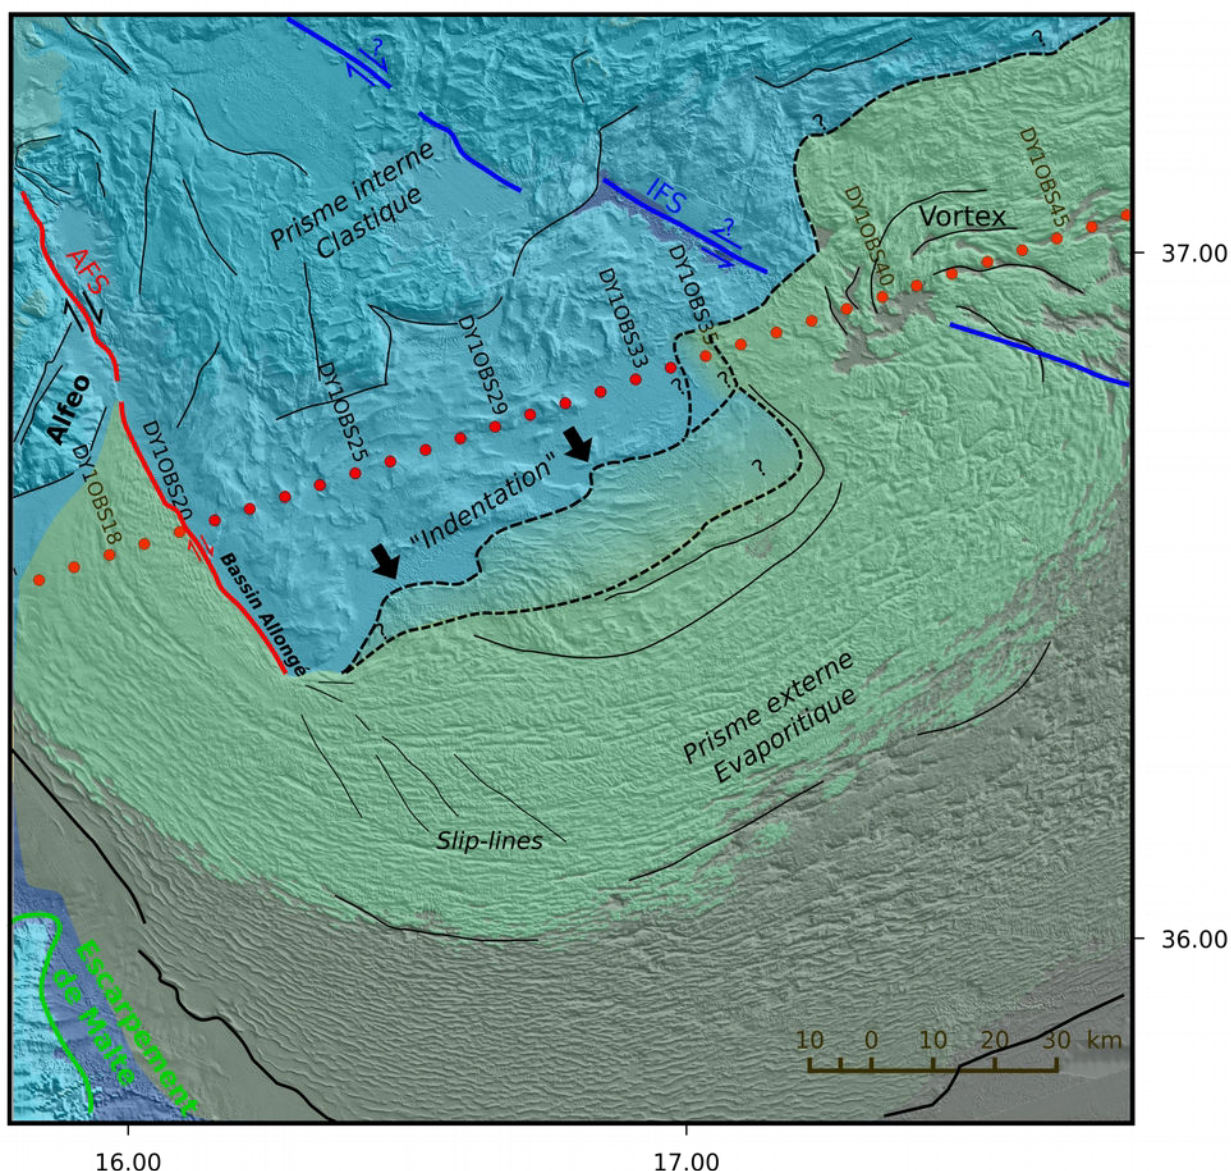 ?
?
?
Prisme interne
Clastique
IFS
?
DY1OBS45
Vortex
DY1OBS40
37.00
AFS
DY1OBS35
DY1OBS33
DY1OBS29
DY1OBS25
?
?
Alfeo
DY1OBS20
DY1OBS18
"Indentation"
?
Bassin Allongé
?
Prisme externe
Evaporitique
Slip-lines
36.00
Escarpement
de Malte
10 0 10 20 30 km
16.00
17.00